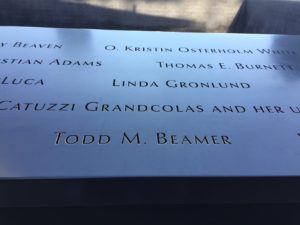 Y BEAVEN O. KRISTIN OSTERHOLM WHITE
STIAN ADAMS THOMAS E. BURNETT
LUCA LINDA GRONLUND
CATUZZI GRANDCOLAS AND HER U
TODD M. BEAMER